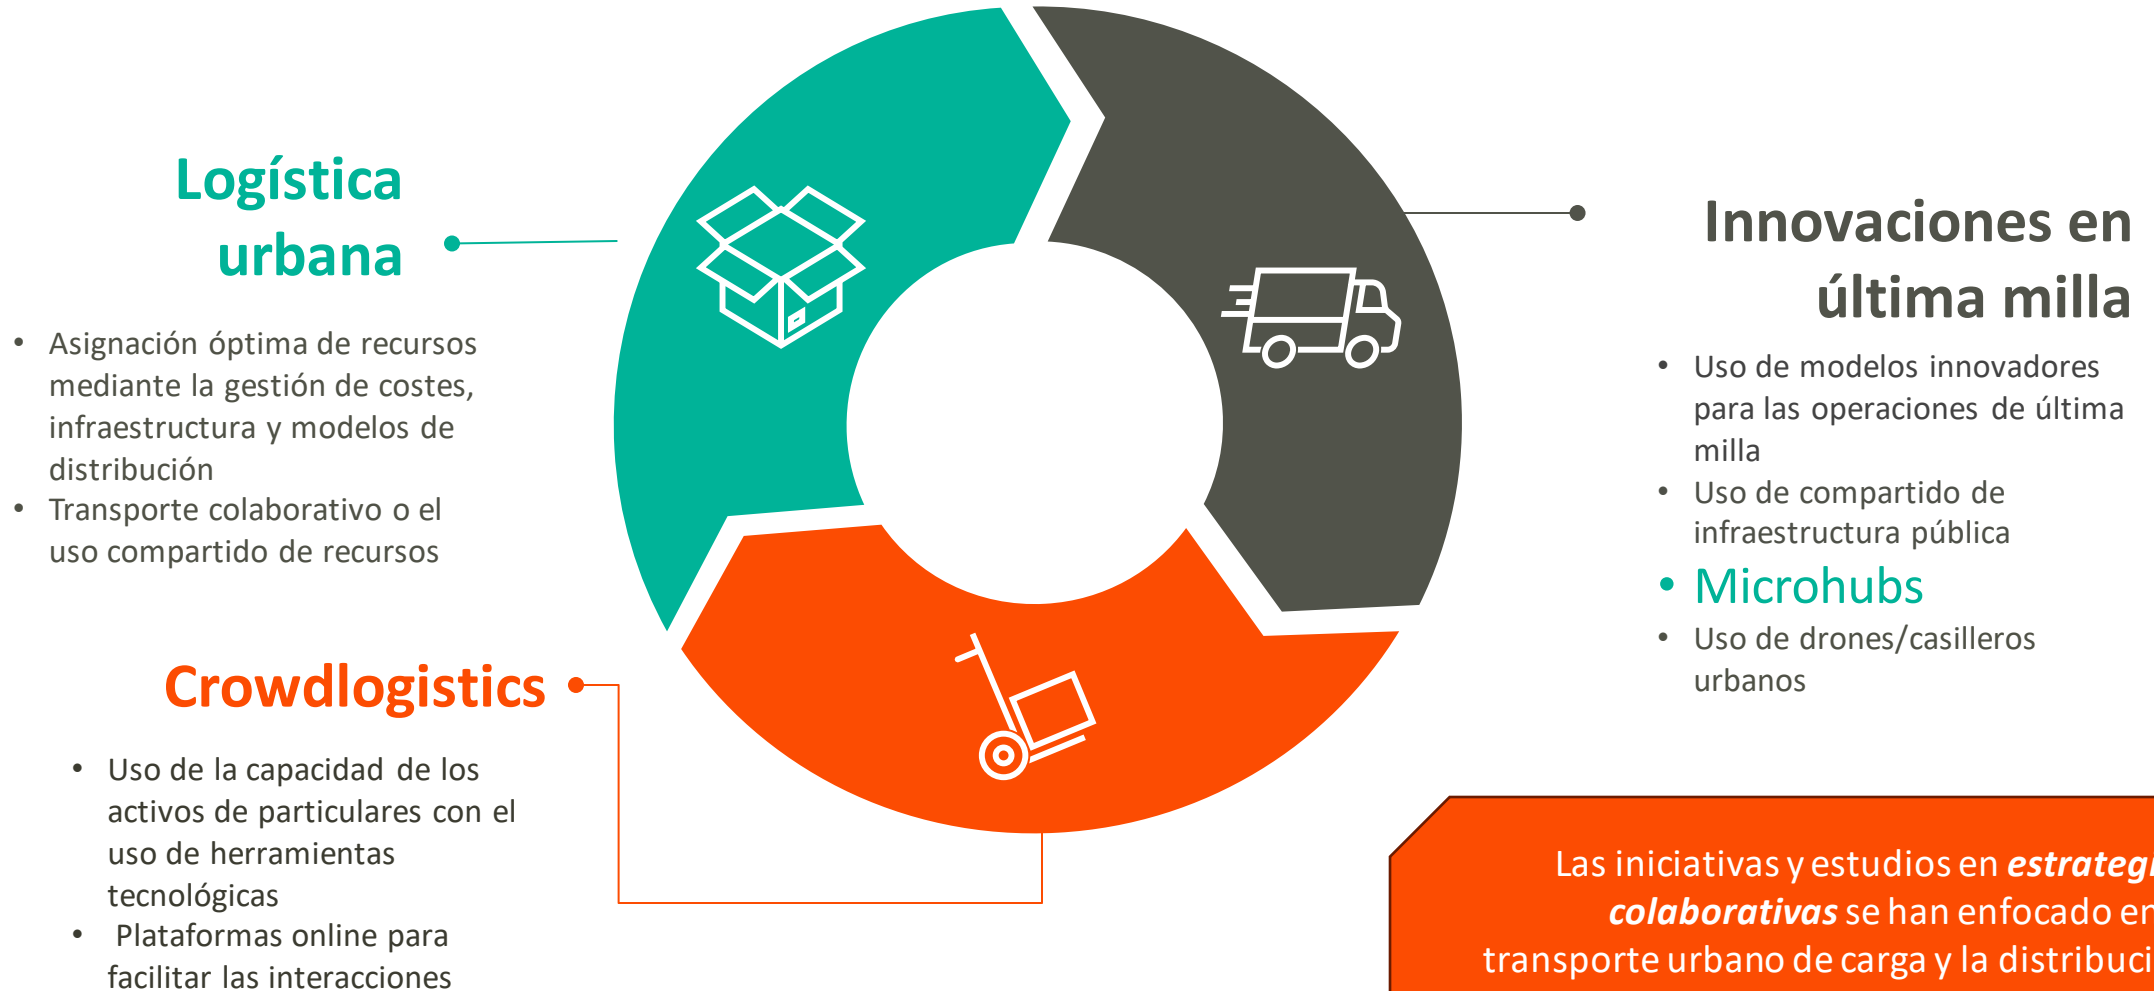 Logística
urbana
• Asignación óptima de recursos
mediante la gestión de costes,
infraestructura y modelos de
distribución
• Transporte colaborativo o el
uso compartido de recursos
Crowdlogistics
• Uso de la capacidad de los
activos de particulares con el
uso de herramientas
tecnológicas
• Plataformas online para
facilitar las interacciones
Innovaciones en
última milla
• Uso de modelos innovadores
para las operaciones de última
milla
• Uso de compartido de
infraestructura pública
• Microhubs
• Uso de drones/casilleros
urbanos
Las iniciativas y estudios en
colaborativas se han enfocado en
transporte urbano de carga y la